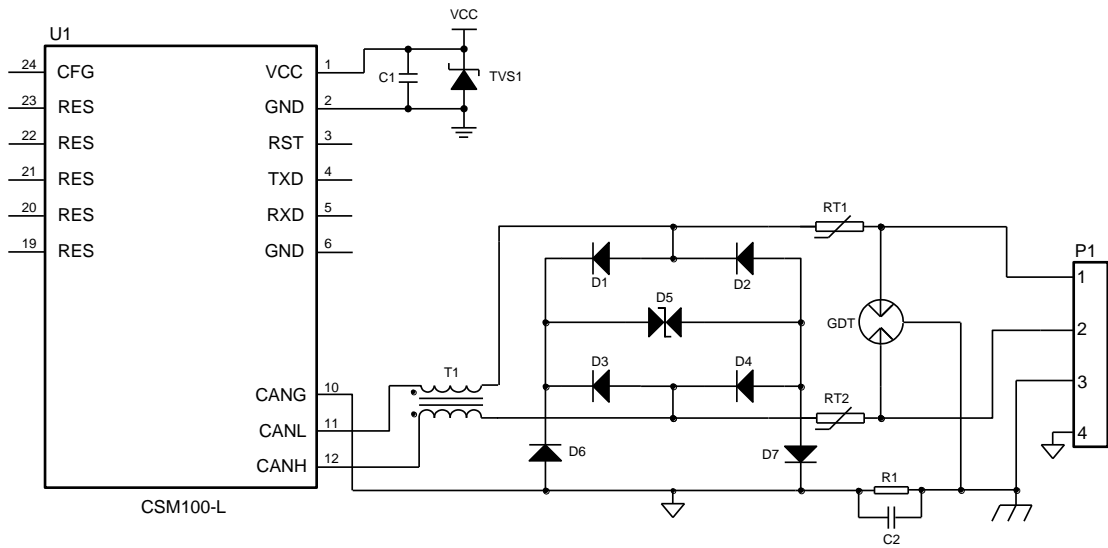 VCC
U1
24 CFG VCC 1
C1 TVS1
23 RES GND 2
22 RES RST 3
21 RES TXD 4
20 RES RXD 5
19 RES GND 6
RT1
P1
D1 D2
1
D5
GDT
2
D3 D4
T1
RT2
3
CANG 10
CANL 11
4
D6 D7
CANH 12
R1
CSM100-L
C2